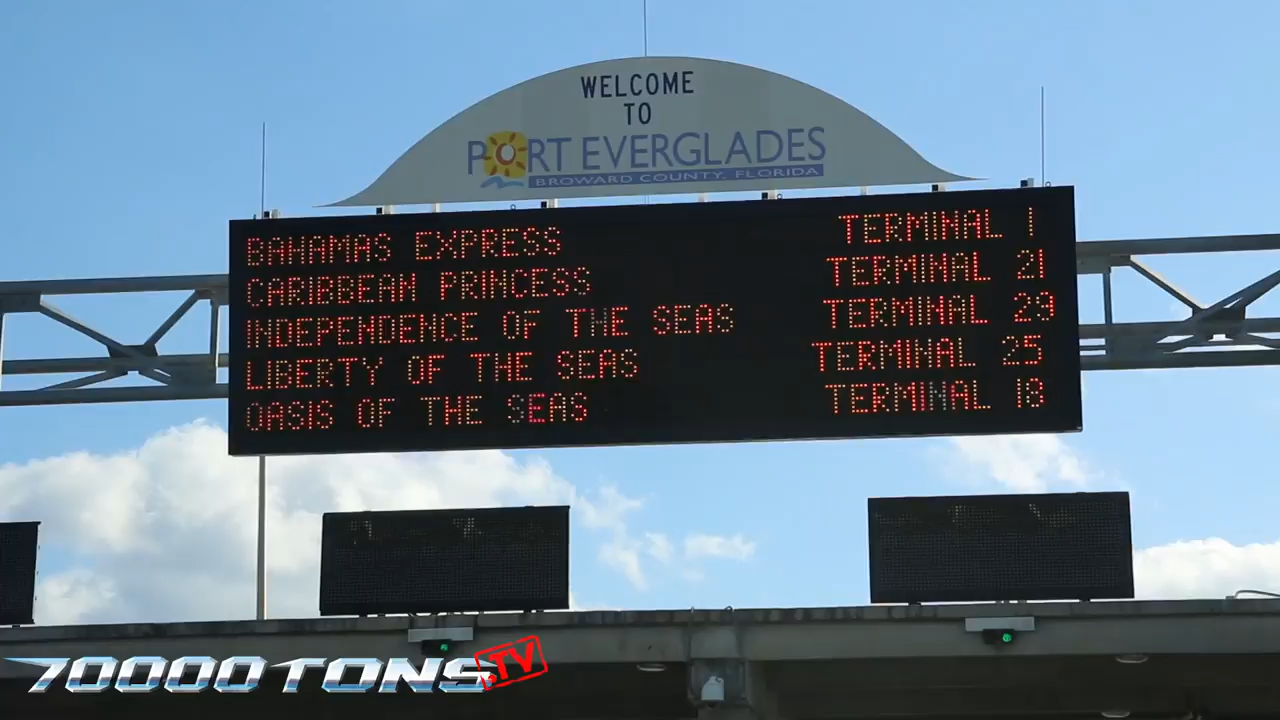 WELCOME
TO
PORT EVERGLADES
BROWARD COUNTY, FLORIDA
BAHAMAS EXPRESS TERMINAL 1
CARIBBEAN PRINCESS TERMINAL 21
INDEPENDENCE OF THE SEAS TERMINAL 29
LIBERTY OF THE SEAS TERMINAL 25
OASIS OF THE SEAS TERMINAL 18
70000TONS.TV